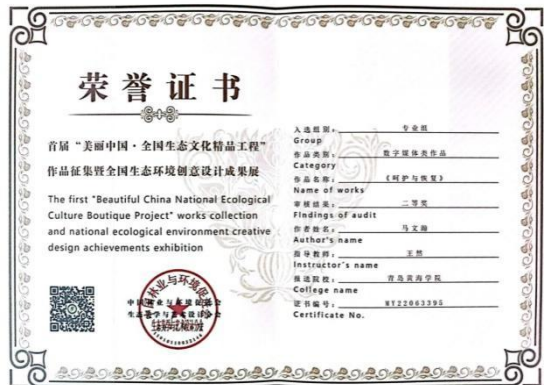 荣誉证书
首届“美丽中国·全国生态文化精品工程”
作品征集暨全国生态环境创意设计成果展
The first "Beautiful China National Ecological
Culture Boutique Project" works collection
and national ecological environment creative
design achievements exhibition
入选组别： 专业组
Group
作品类别： 数字媒体类作品
Category
作品名称： 《呵护与恢复》
Name of works
审核结果： 二等奖
Findings of audit
作者姓名： 马文瀚
Author's name
指导教师： 王然
Instructor's name
报送院校： 青岛黄海学院
College name
证书编号： MT22063395
Certificate No.